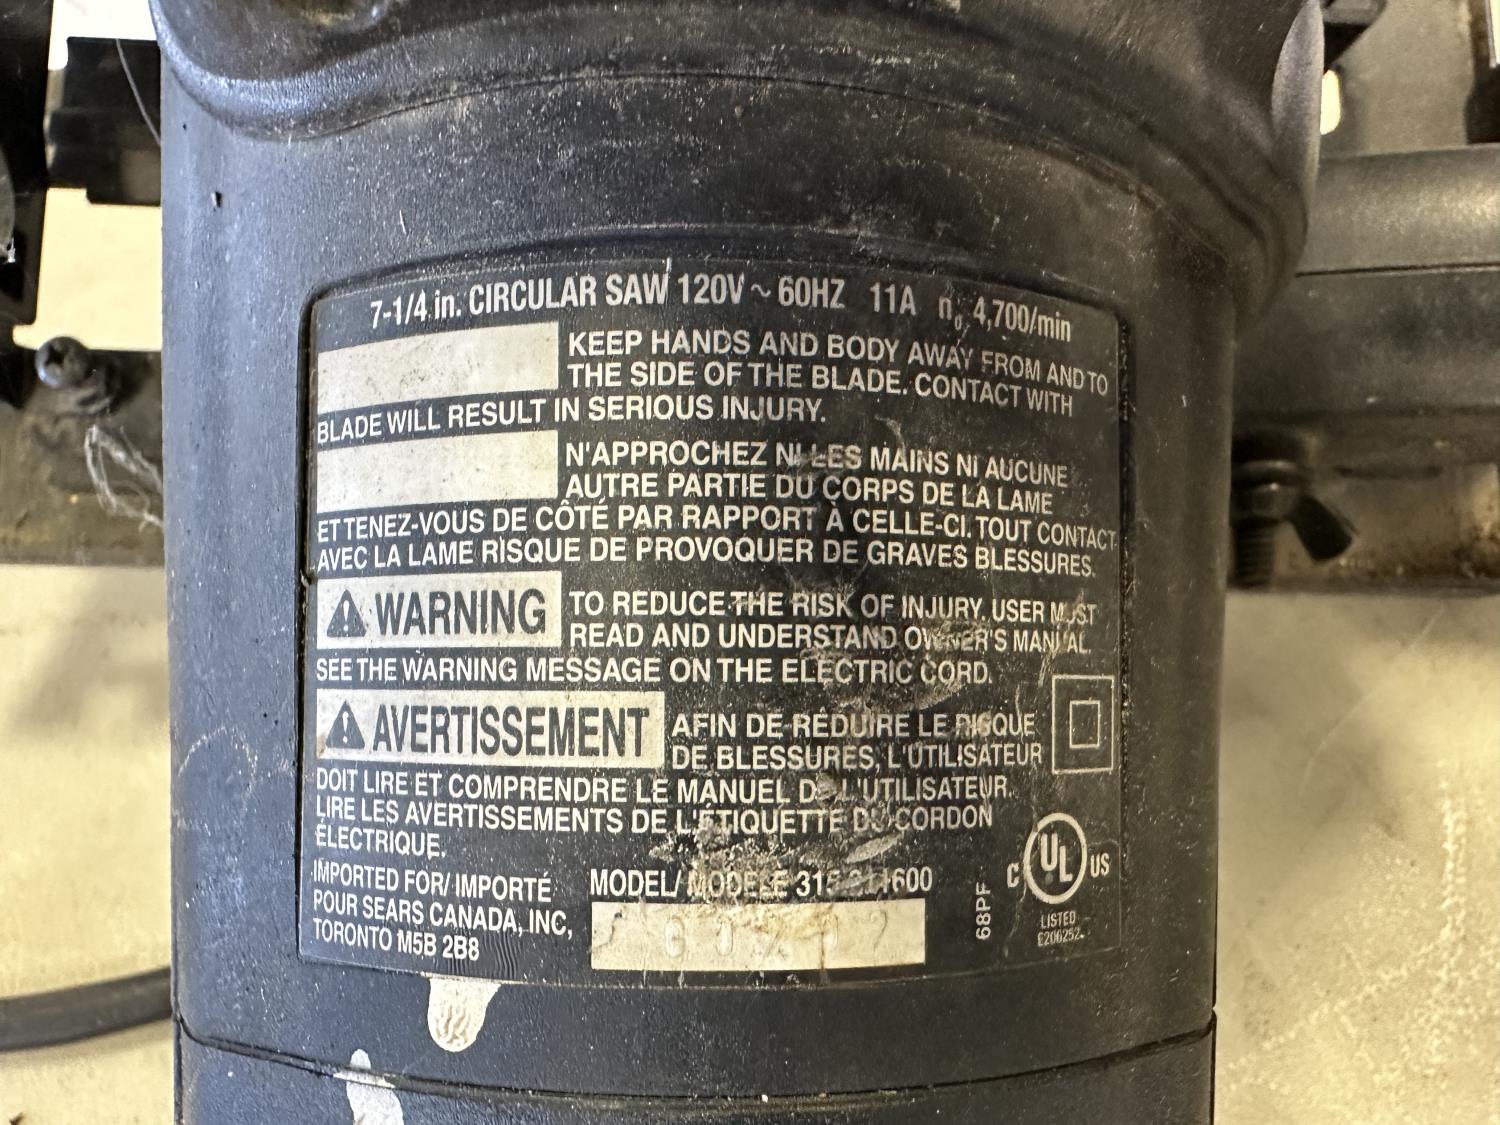 7-1/4 in. CIRCULAR SAW 120V ~ 60HZ 11A n₀ 4,700/min
KEEP HANDS AND BODY AWAY FROM AND TO
THE SIDE OF THE BLADE. CONTACT WITH
BLADE WILL RESULT IN SERIOUS INJURY.
N'APPROCHEZ NI LES MAINS NI AUCUNE
AUTRE PARTIE DU CORPS DE LA LAME
ET TENEZ-VOUS DE CÔTÉ PAR RAPPORT À CELLE-CI. TOUT CONTACT
AVEC LA LAME RISQUE DE PROVOQUER DE GRAVES BLESSURES.
⚠ WARNING TO REDUCE THE RISK OF INJURY, USER MUST
READ AND UNDERSTAND OWNER'S MANUAL.
SEE THE WARNING MESSAGE ON THE ELECTRIC CORD.
⚠ AVERTISSEMENT AFIN DE RÉDUIRE LE RISQUE
DE BLESSURES, L'UTILISATEUR
DOIT LIRE ET COMPRENDRE LE MANUEL DE L'UTILISATEUR.
LIRE LES AVERTISSEMENTS DE L'ÉTIQUETTE DU CORDON
ÉLECTRIQUE.
IMPORTED FOR/ IMPORTÉ
POUR SEARS CANADA, INC,
TORONTO M5B 2B8
MODEL/ MODÈLE
68PF
C UL US
LISTED
E206252